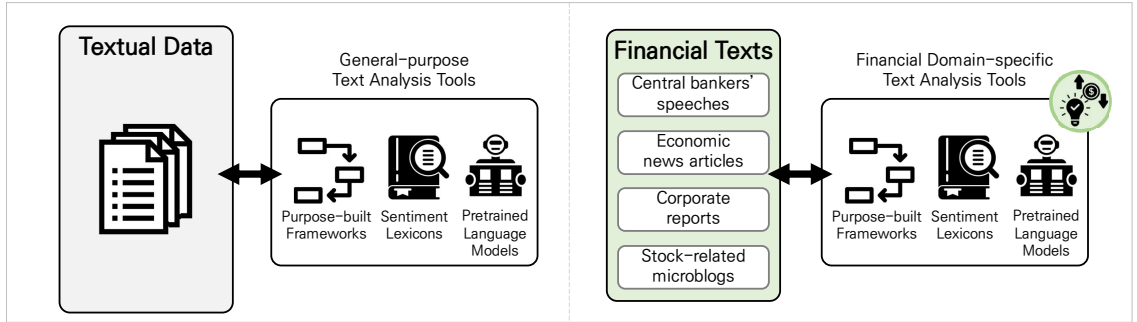 Textual Data
General-purpose
Text Analysis Tools
Purpose-built
Frameworks
Sentiment
Lexicons
Pretrained
Language
Models
Financial Texts
Central bankers'
speeches
Economic
news articles
Corporate
reports
Stock-related
microblogs
Financial Domain-specific
Text Analysis Tools
$
Purpose-built
Frameworks
Sentiment
Lexicons
Pretrained
Language
Models